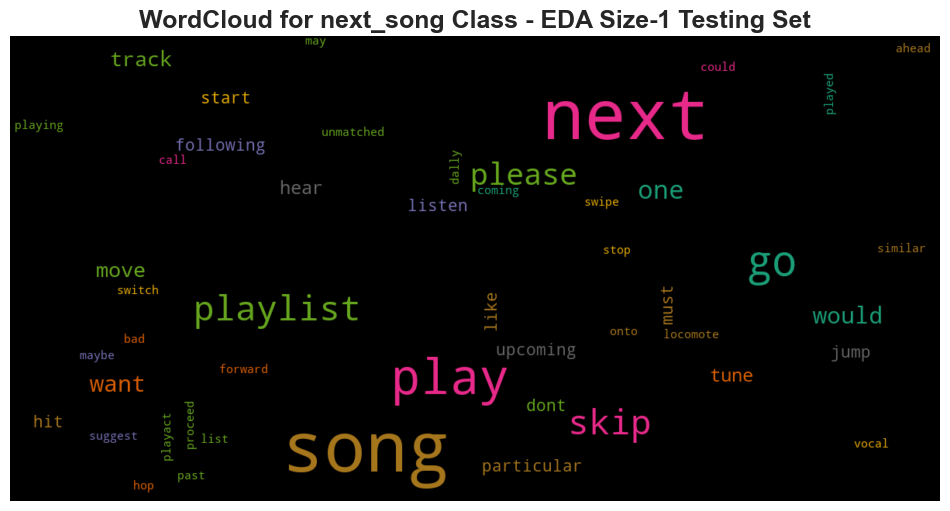 WordCloud for next_song Class - EDA Size-1 Testing Set
may
ahead
track
could
played
start
next
playing
unmatched
following
call
dally
please
hear
coming
one
listen
swipe
stop
similar
go
move
switch
playlist
like
must
would
onto
locomote
bad
maybe
upcoming
jump
forward
play
tune
want
dont
skip
hit
playact
proceed
suggest
list
song
vocal
particular
past
hop